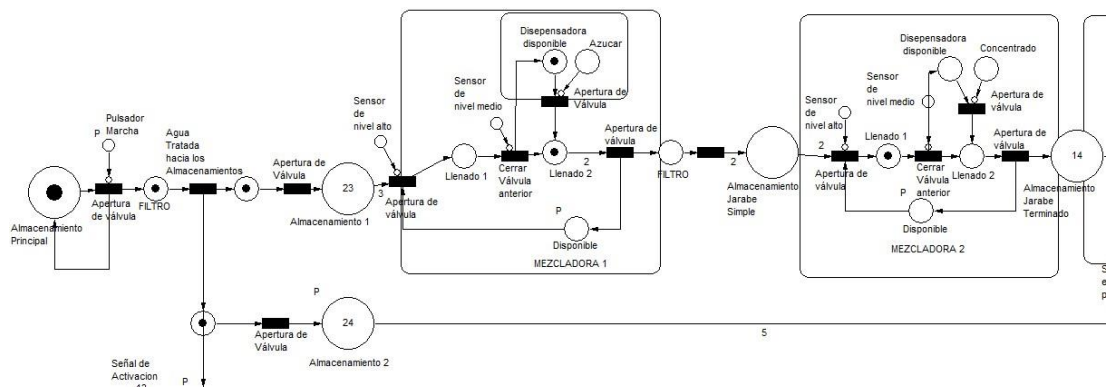 Pulsador
Marcha
P
Almacenamiento
Principal
Apertura
de válvula
FILTRO
Agua
Tratada
hacia los
Almacenamientos
Apertura de
Válvula
23
Almacenamiento 1
3
Sensor
de
nivel alto
Apertura de
válvula
Llenado 1
Sensor
de
nivel medio
Cerrar
Válvula
anterior
Disepensadora
disponible
Azucar
Apertura de
Válvula
Llenado 2
2
Apertura de
válvula
P
Disponible
MEZCLADORA 1
FILTRO
2
Almacenamiento
Jarabe
Simple
2
Sensor
de
nivel alto
Apertura de
válvula
Llenado 1
Sensor
de
nivel medio
Cerrar
Válvula
anterior
Disepensadora
disponible
Concentrado
Apertura de
válvula
Llenado 2
Apertura de
válvula
P
Disponible
MEZCLADORA 2
14
Almacenamiento
Jarabe
Terminado
S
e
p
Apertura de
Válvula
P
24
Almacenamiento 2
5
Señal de
Activacion
P